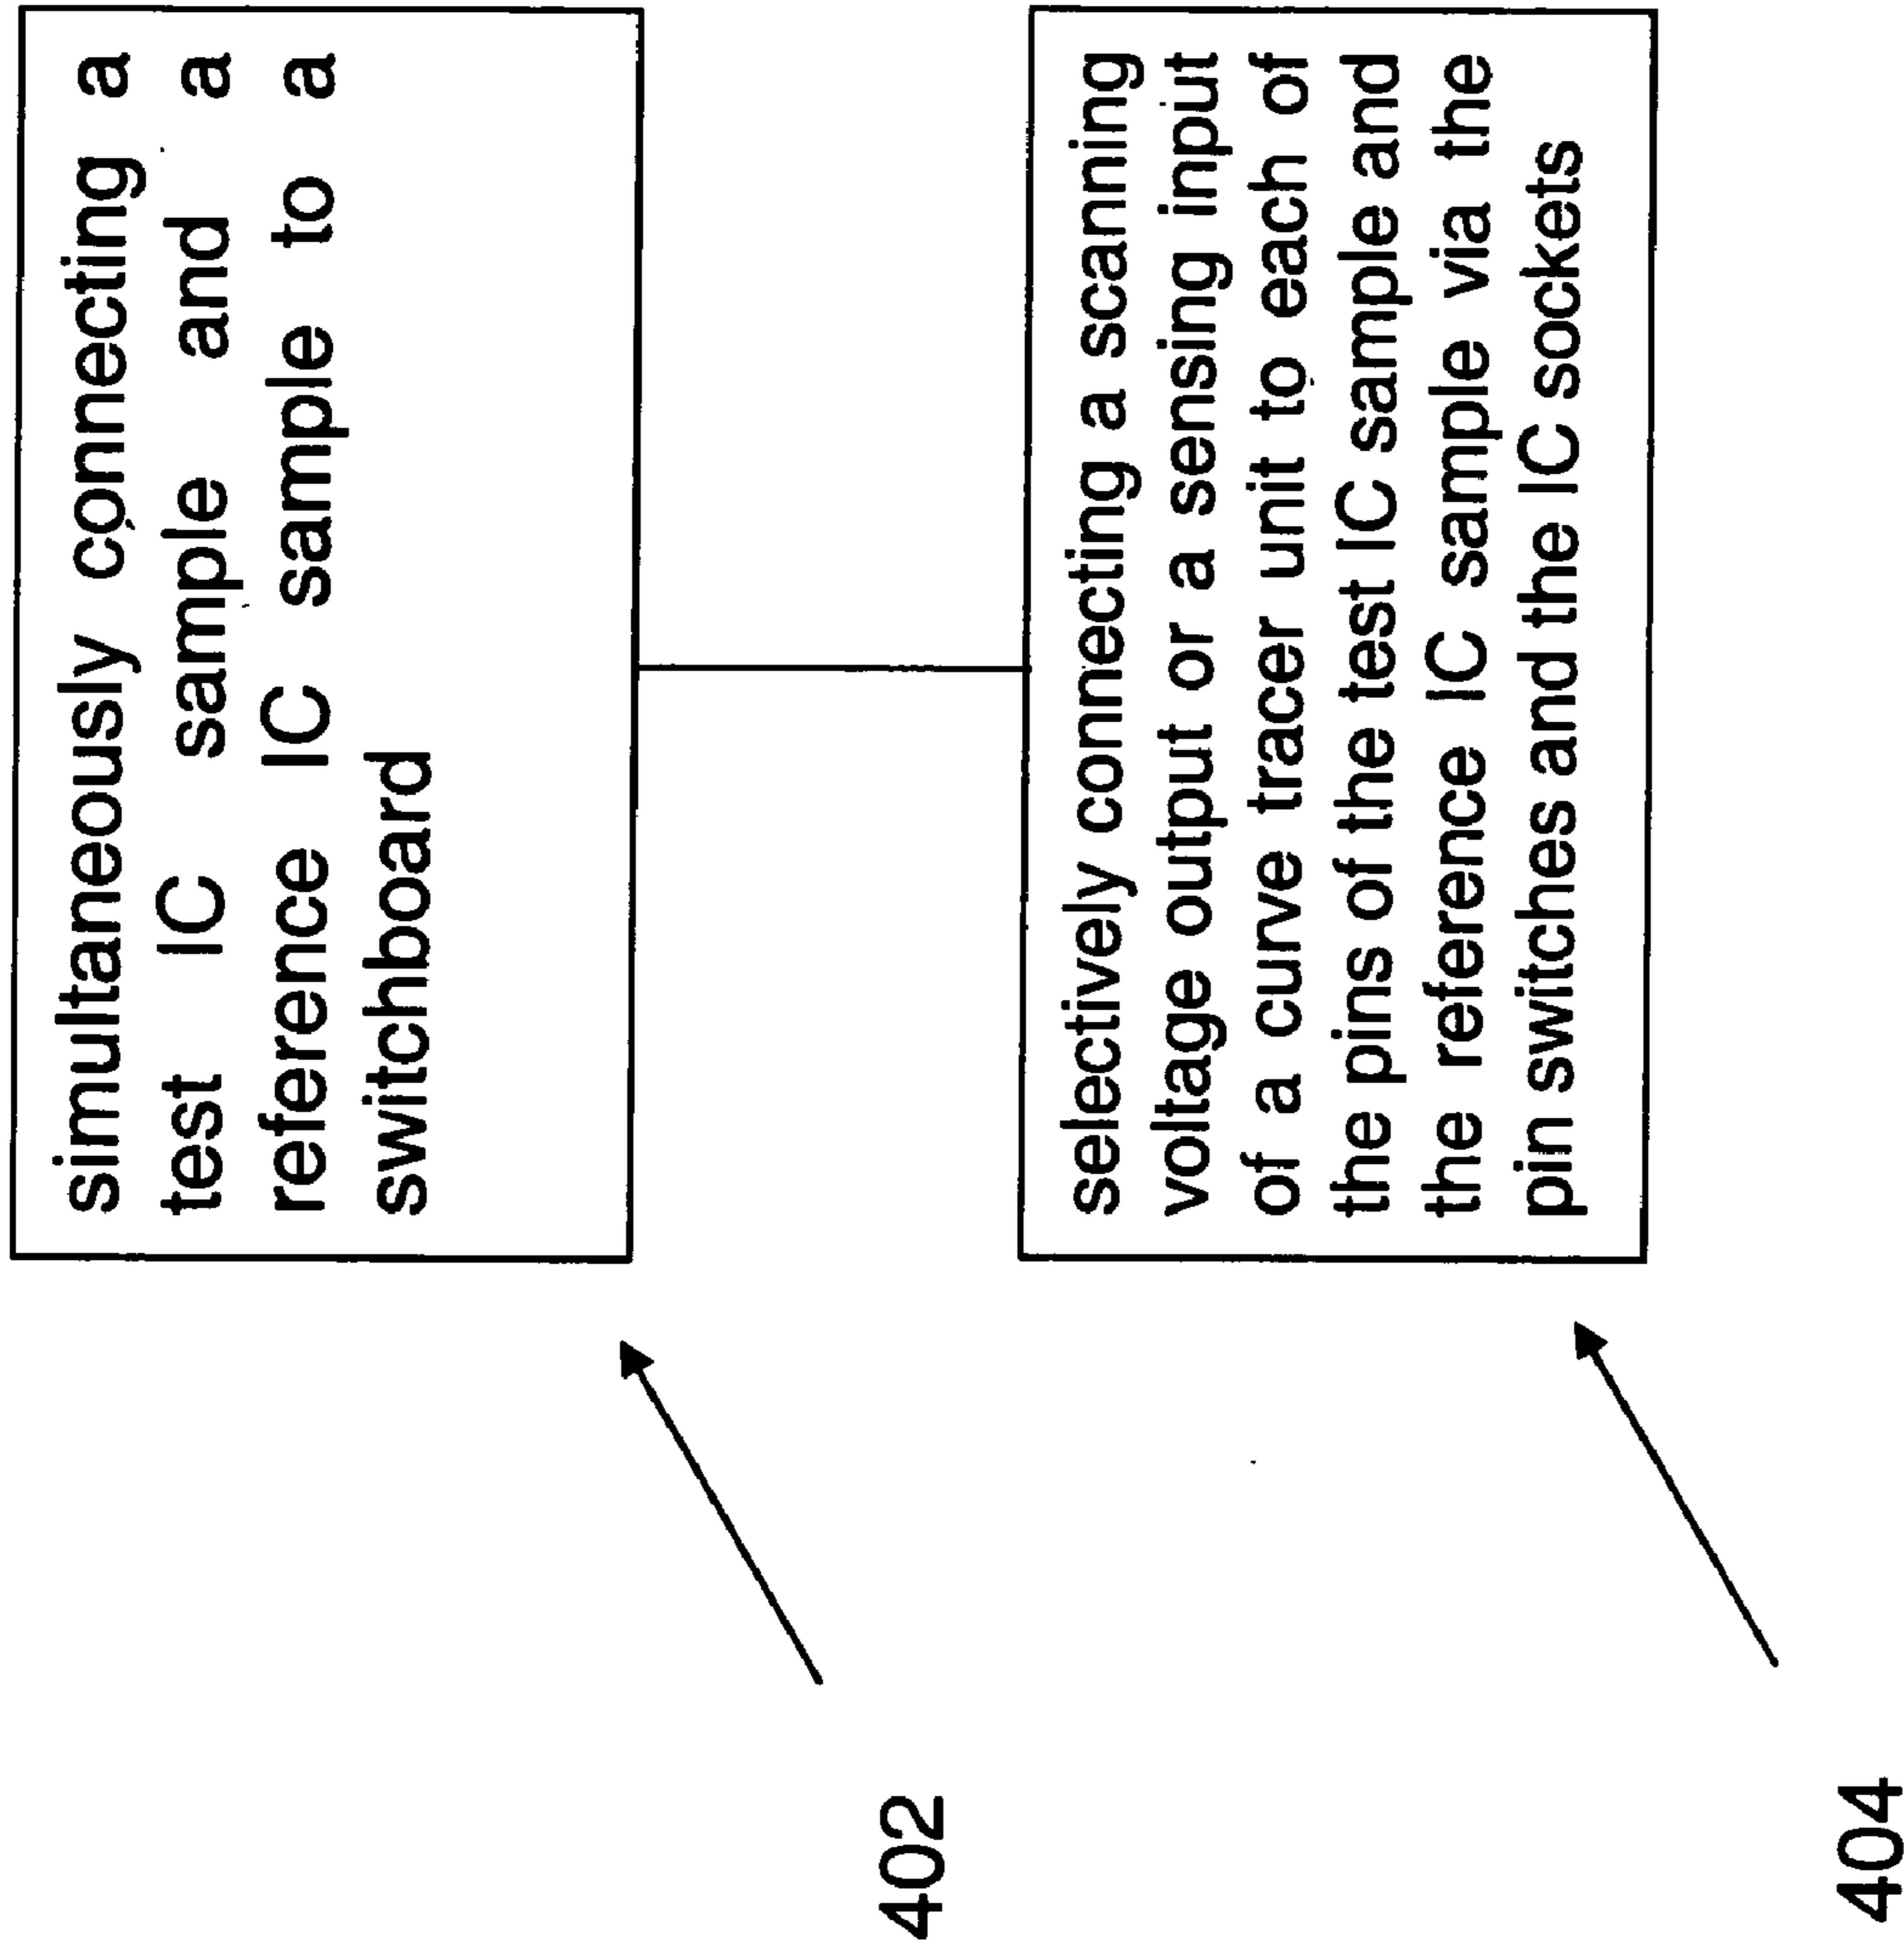 simultaneously connecting a
test IC sample and a
reference IC sample to a
switchboard
402
selectively connecting a scanning
voltage output or a sensing input
of a curve tracer unit to each of
the pins of the test IC sample and
the reference IC sample via the
pin switches and the IC sockets
404